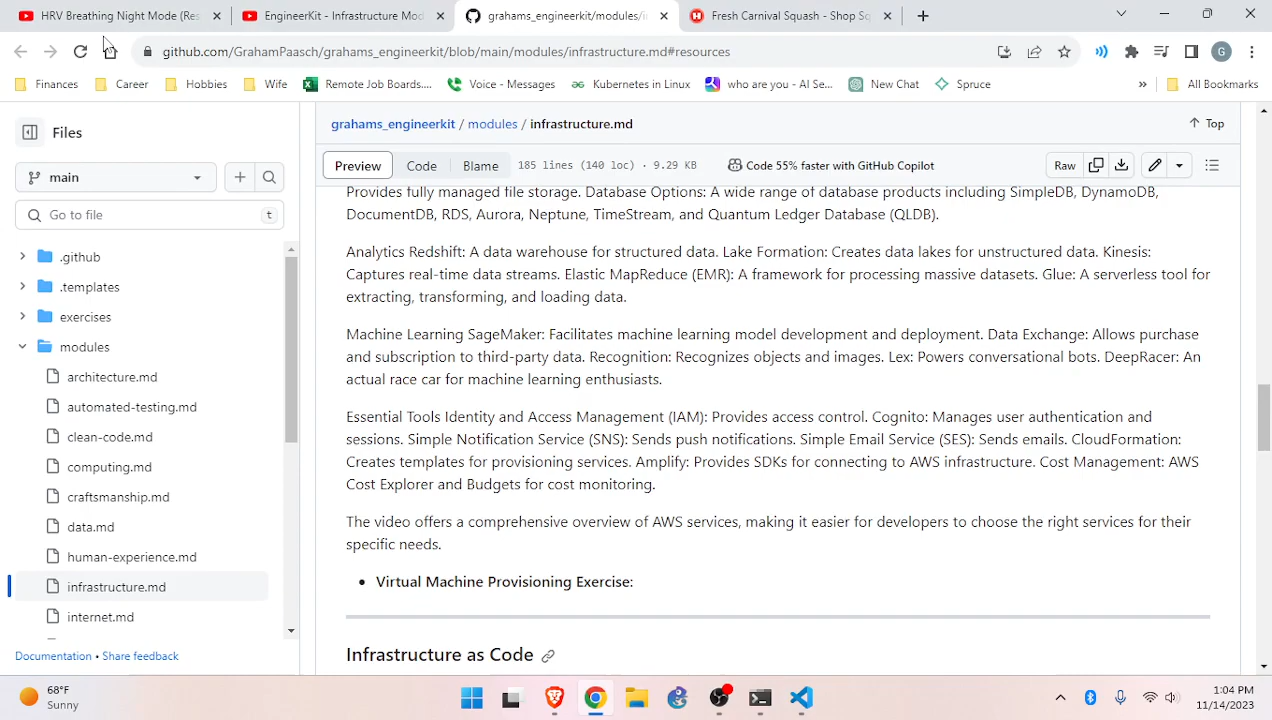 HRV Breathing Night Mode (Res
EngineerKit - Infrastructure Mod
grahams_engineerkit/modules/i
Fresh Carnival Squash - Shop Sq
github.com/GrahamPaasch/grahams_engineerkit/blob/main/modules/infrastructure.md#resources
G
Finances
Career
Hobbies
Wife
Remote Job Boards....
Voice - Messages
Kubernetes in Linux
who are you - AI Se...
New Chat
Spruce
»
All Bookmarks
Files
grahams_engineerkit / modules / infrastructure.md
Top
main
Preview
Code
Blame
185 lines (140 loc) · 9.29 KB
Code 55% faster with GitHub Copilot
Raw
Go to file
t
.github
.templates
exercises
modules
architecture.md
automated-testing.md
clean-code.md
computing.md
craftsmanship.md
data.md
human-experience.md
infrastructure.md
internet.md
Documentation • Share feedback
Provides fully managed file storage. Database Options: A wide range of database products including SimpleDB, DynamoDB,
DocumentDB, RDS, Aurora, Neptune, TimeStream, and Quantum Ledger Database (QLDB).
Analytics Redshift: A data warehouse for structured data. Lake Formation: Creates data lakes for unstructured data. Kinesis:
Captures real-time data streams. Elastic MapReduce (EMR): A framework for processing massive datasets. Glue: A serverless tool for
extracting, transforming, and loading data.
Machine Learning SageMaker: Facilitates machine learning model development and deployment. Data Exchange: Allows purchase
and subscription to third-party data. Recognition: Recognizes objects and images. Lex: Powers conversational bots. DeepRacer: An
actual race car for machine learning enthusiasts.
Essential Tools Identity and Access Management (IAM): Provides access control. Cognito: Manages user authentication and
sessions. Simple Notification Service (SNS): Sends push notifications. Simple Email Service (SES): Sends emails. CloudFormation:
Creates templates for provisioning services. Amplify: Provides SDKs for connecting to AWS infrastructure. Cost Management: AWS
Cost Explorer and Budgets for cost monitoring.
The video offers a comprehensive overview of AWS services, making it easier for developers to choose the right services for their
specific needs.
• Virtual Machine Provisioning Exercise:
Infrastructure as Code
68°F
Sunny
1:04 PM
11/14/2023